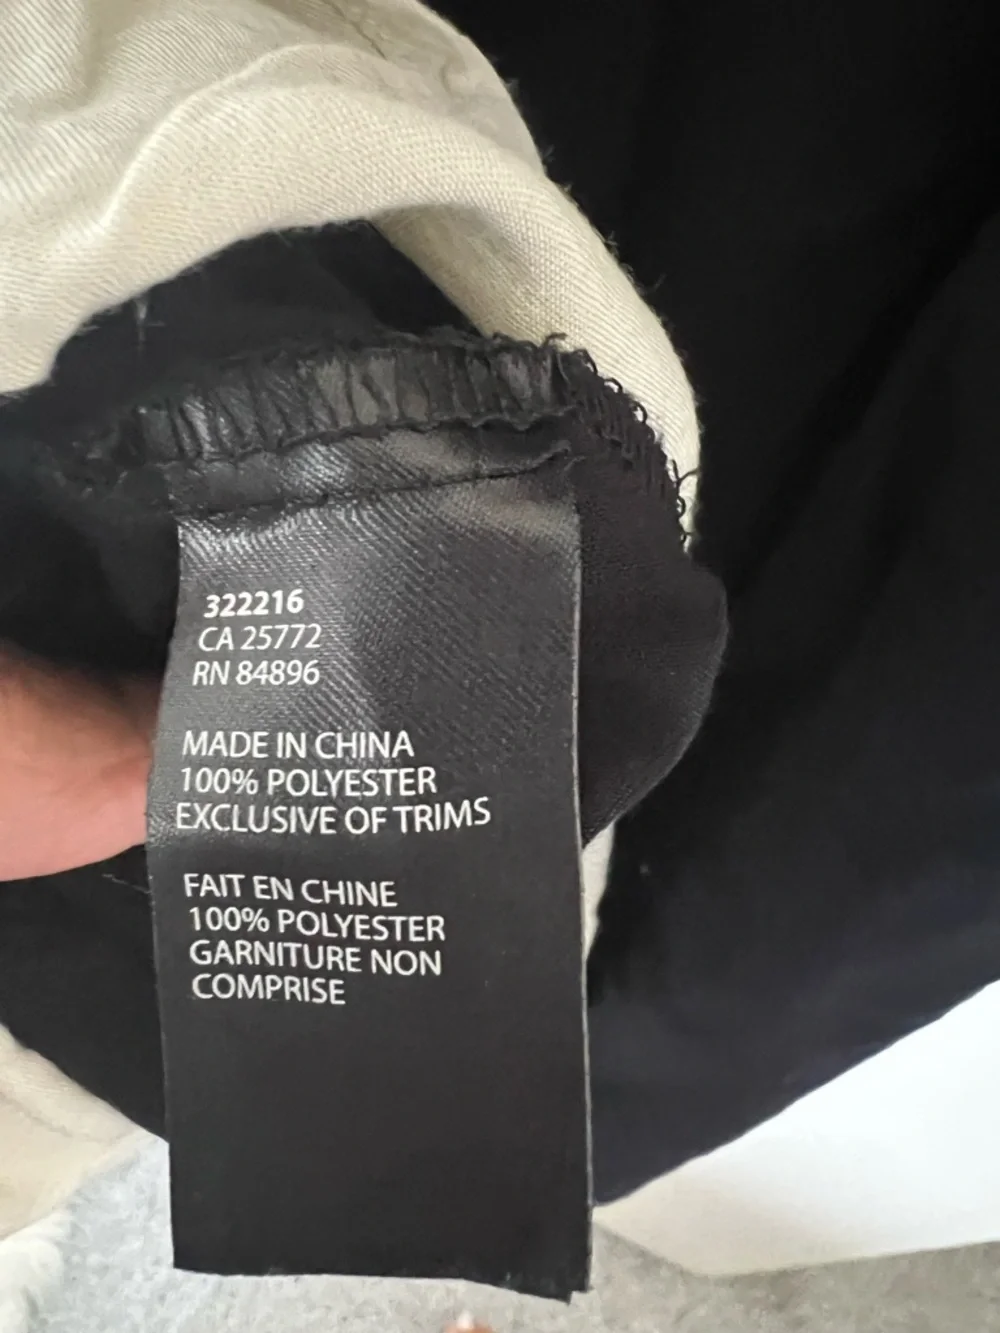 322216
CA 25772
RN 84896
MADE IN CHINA
100% POLYESTER
EXCLUSIVE OF TRIMS
FAIT EN CHINE
100% POLYESTER
GARNITURE NON
COMPRISE